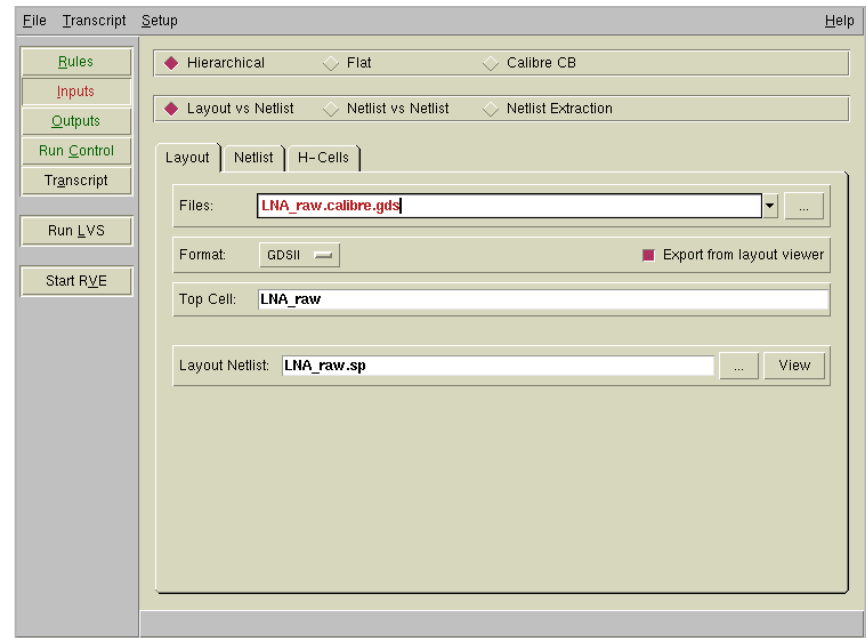 File Transcript Setup Help
Rules
Inputs
Outputs
Run Control
Transcript
Run LVS
Start RVE
Hierarchical Flat Calibre CB
Layout vs Netlist Netlist vs Netlist Netlist Extraction
Layout Netlist H-Cells
Files: LNA_raw.calibre.gds ...
Format: GDSII Export from layout viewer
Top Cell: LNA_raw
Layout Netlist: LNA_raw.sp ... View